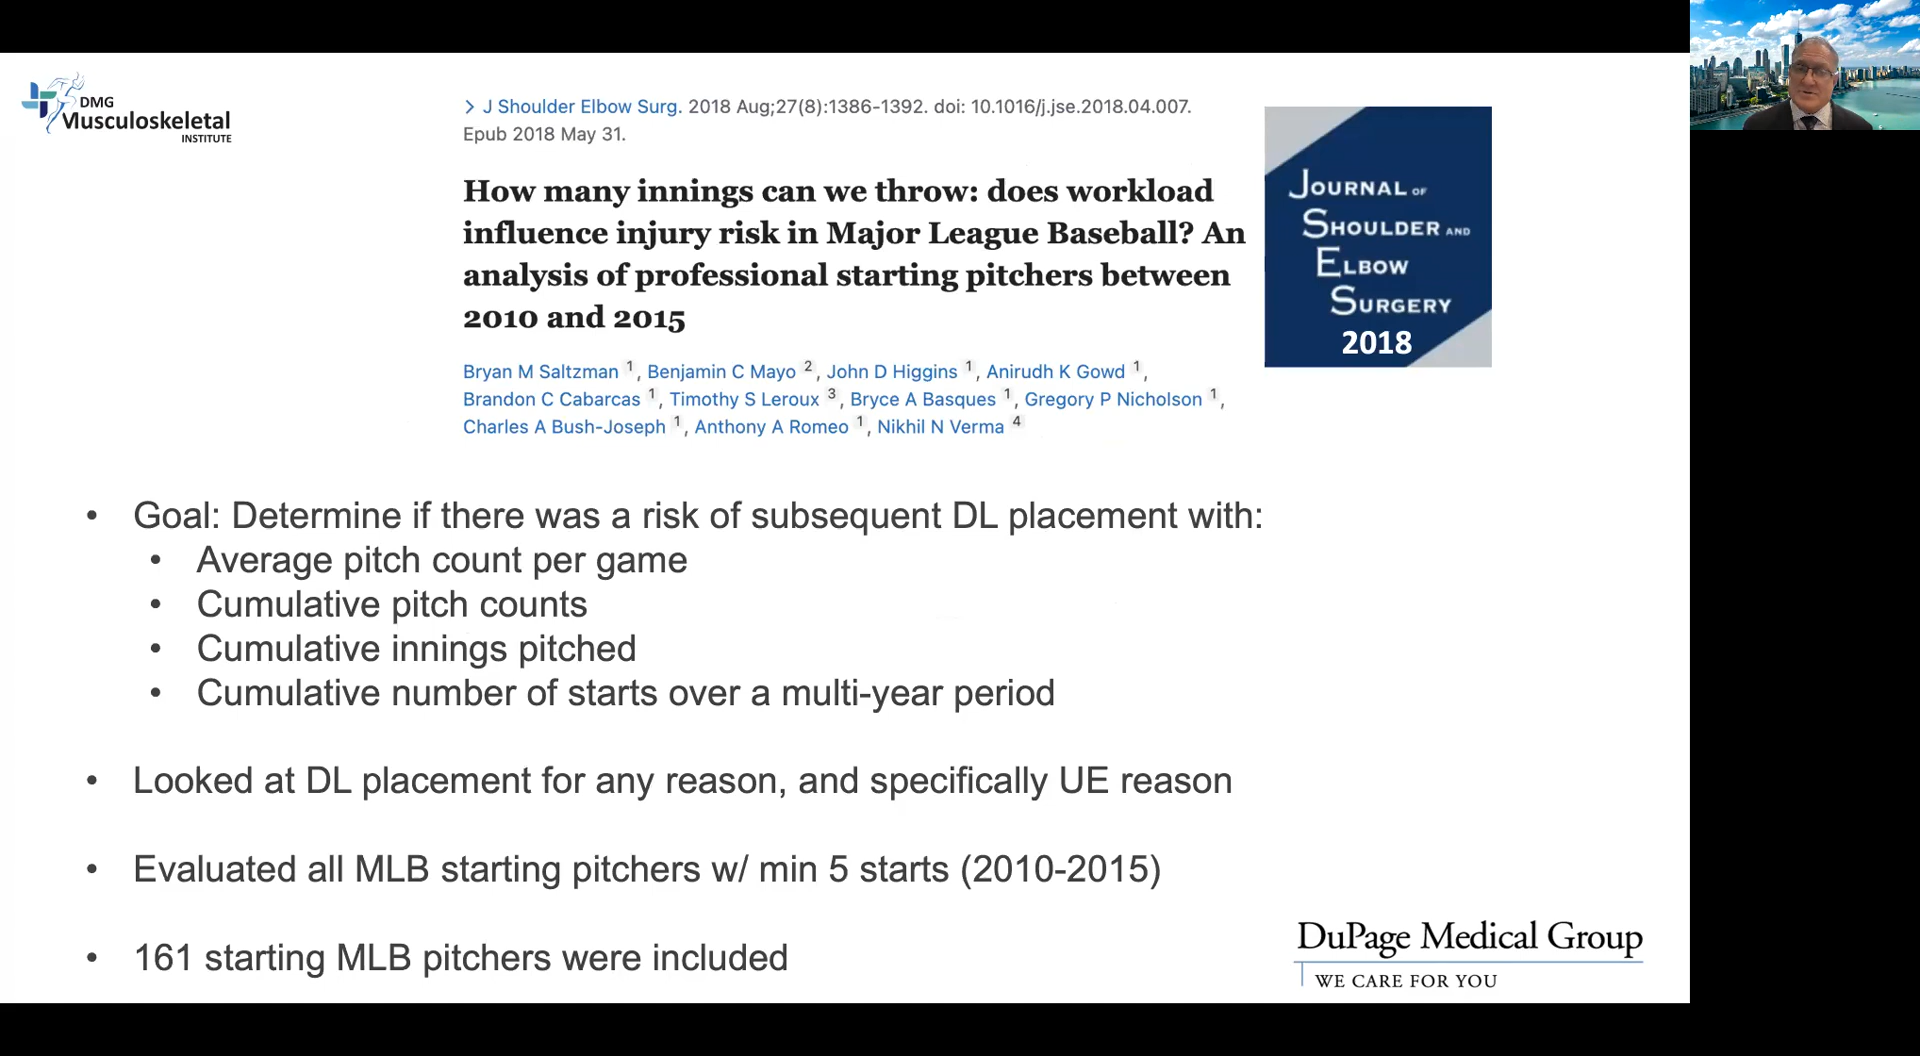 DMG
Musculoskeletal
INSTITUTE
> J Shoulder Elbow Surg. 2018 Aug;27(8):1386-1392. doi: 10.1016/j.jse.2018.04.007.
Epub 2018 May 31.
How many innings can we throw: does workload
influence injury risk in Major League Baseball? An
analysis of professional starting pitchers between
2010 and 2015
Bryan M Saltzman 1, Benjamin C Mayo 2, John D Higgins 1, Anirudh K Gowd 1,
Brandon C Cabarcas 1, Timothy S Leroux 3, Bryce A Basques 1, Gregory P Nicholson 1,
Charles A Bush-Joseph 1, Anthony A Romeo 1, Nikhil N Verma 4
JOURNAL OF
SHOULDER AND
ELBOW
SURGERY
2018
• Goal: Determine if there was a risk of subsequent DL placement with:
• Average pitch count per game
• Cumulative pitch counts
• Cumulative innings pitched
• Cumulative number of starts over a multi-year period
• Looked at DL placement for any reason, and specifically UE reason
• Evaluated all MLB starting pitchers w/ min 5 starts (2010-2015)
• 161 starting MLB pitchers were included
DuPage Medical Group
WE CARE FOR YOU